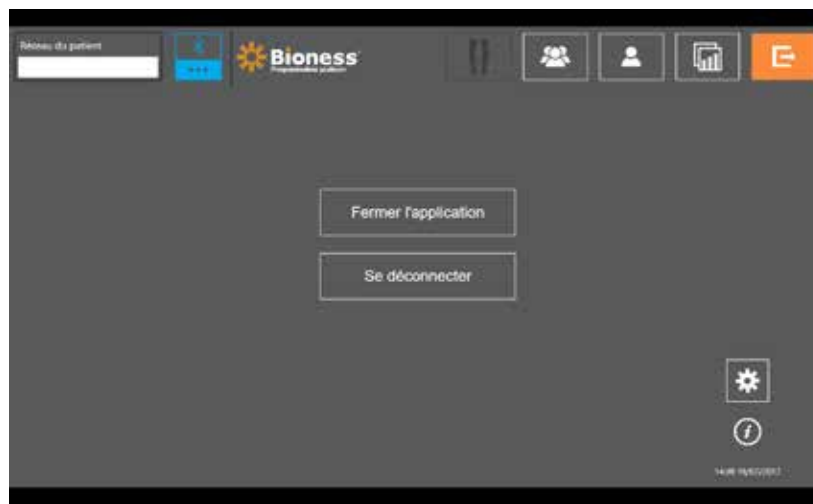 Réseau du patient
Bioness
Fermer l'application
Se déconnecter